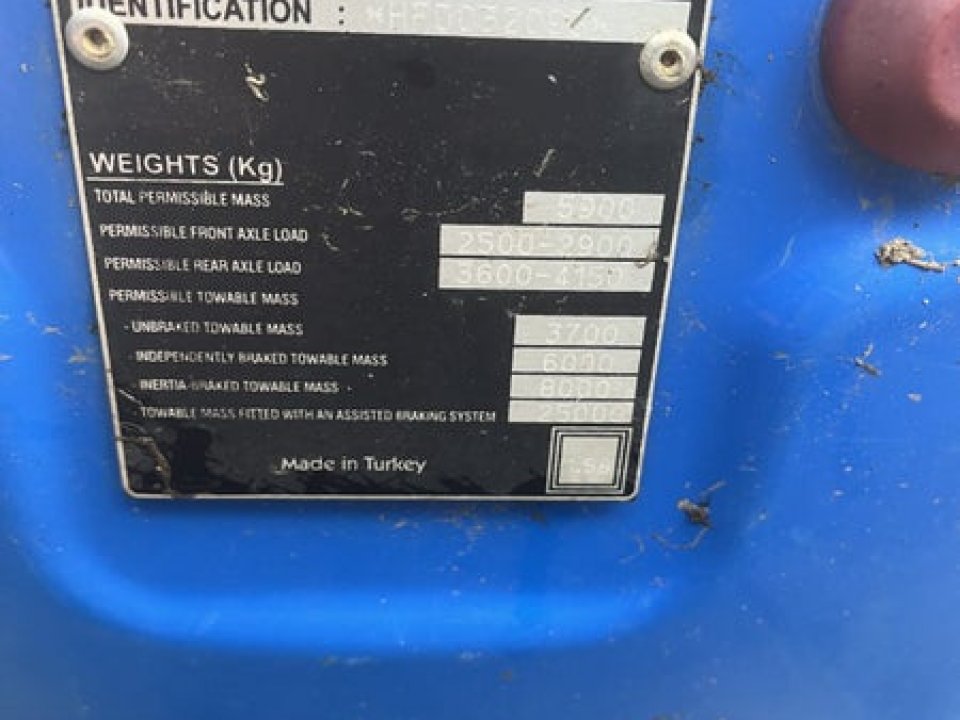 IDENTIFICATION :
WEIGHTS (Kg)
TOTAL PERMISSIBLE MASS 5900
PERMISSIBLE FRONT AXLE LOAD 2500-2900
PERMISSIBLE REAR AXLE LOAD 3600-4150
PERMISSIBLE TOWABLE MASS
- UNBRAKED TOWABLE MASS 3700
- INDEPENDENTLY BRAKED TOWABLE MASS 6000
- INERTIA BRAKED TOWABLE MASS 8000
- TOWABLE MASS FITTED WITH AN ASSISTED BRAKING SYSTEM 25000
Made in Turkey